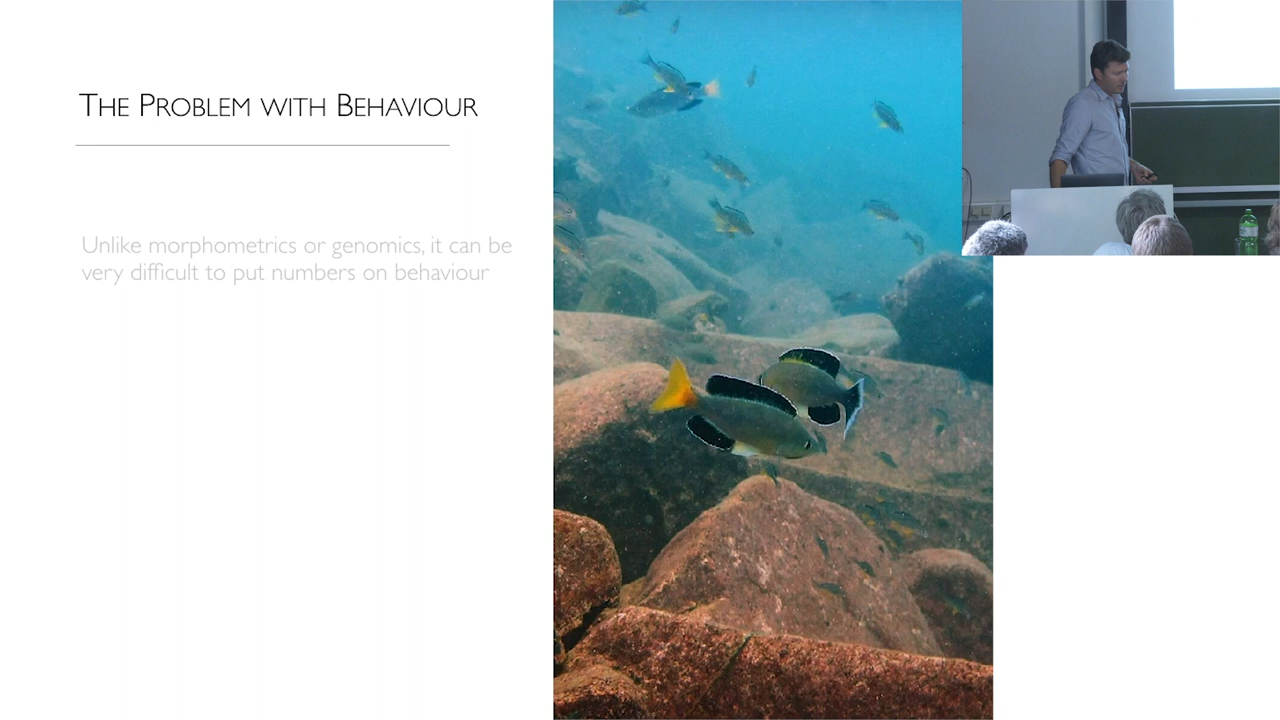 THE PROBLEM WITH BEHAVIOUR
Unlike morphometrics or genomics, it can be
very difficult to put numbers on behaviour